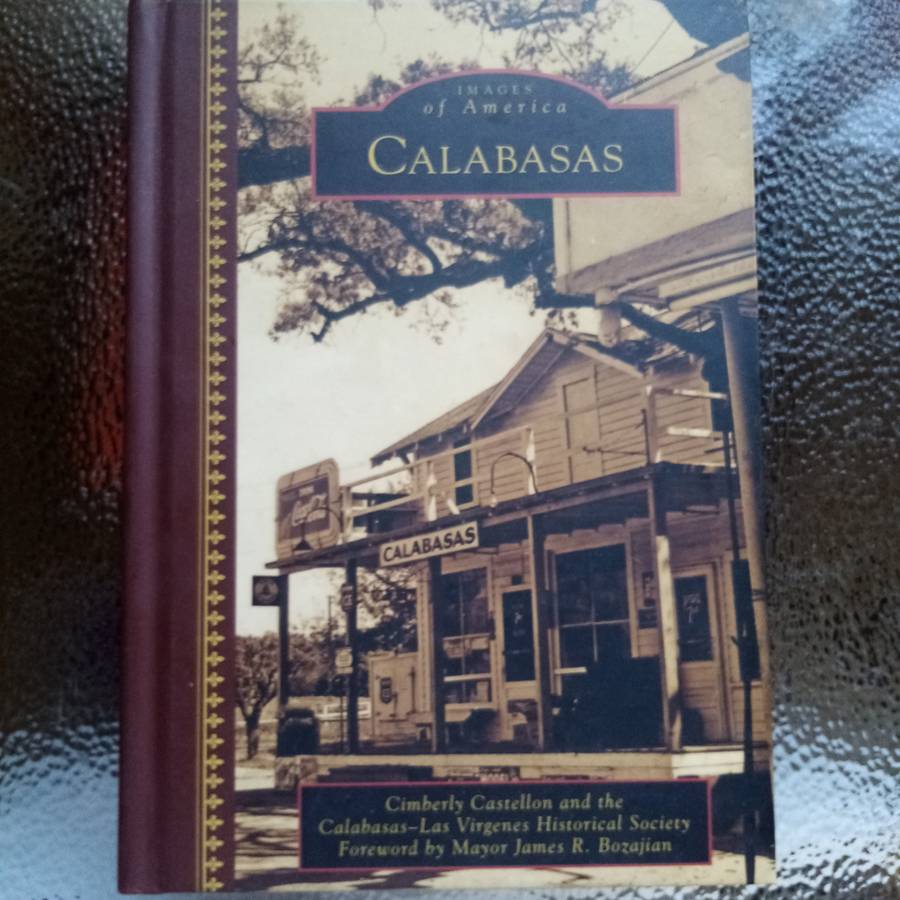 IMAGES
of America
CALABASAS
CALABASAS
Cimberly Castellon and the
Calabasas–Las Virgenes Historical Society
Foreword by Mayor James R. Bozajian